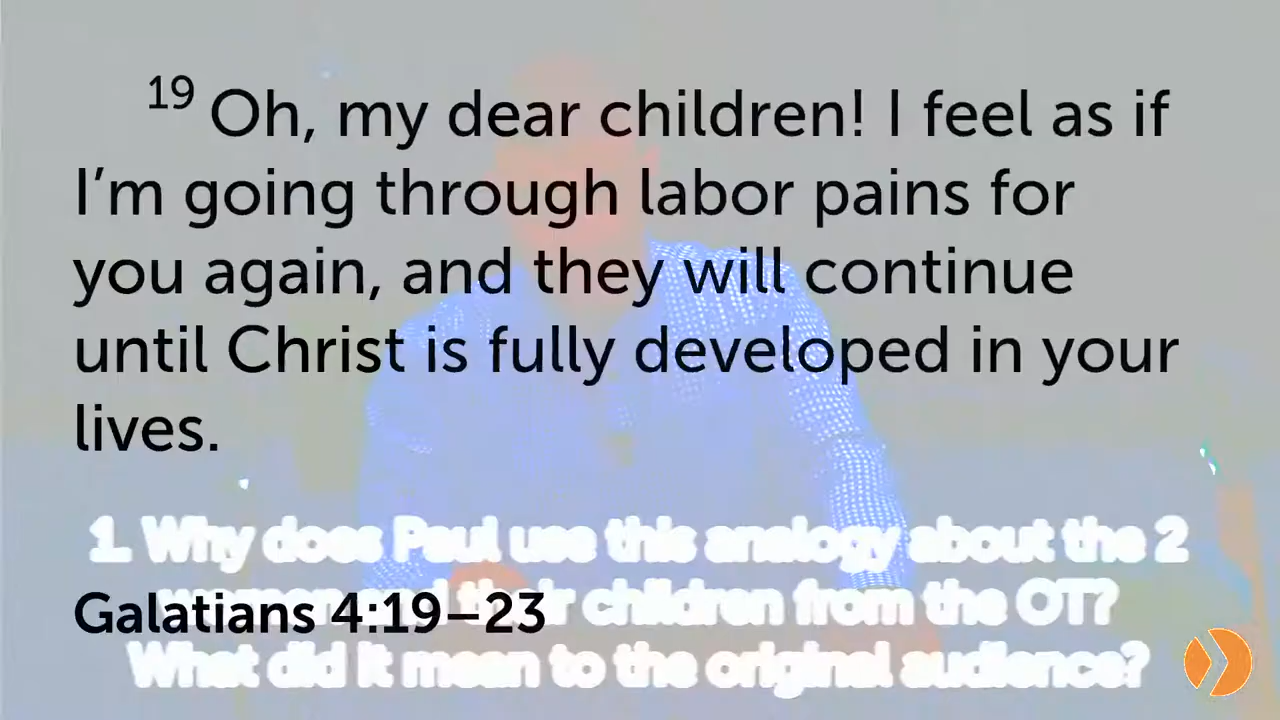 19 Oh, my dear children! I feel as if
I’m going through labor pains for
you again, and they will continue
until Christ is fully developed in your
lives.
1. Why does Paul use this analogy about the 2
their children from the OT?
Galatians 4:19–23
What did it mean to the original audience?